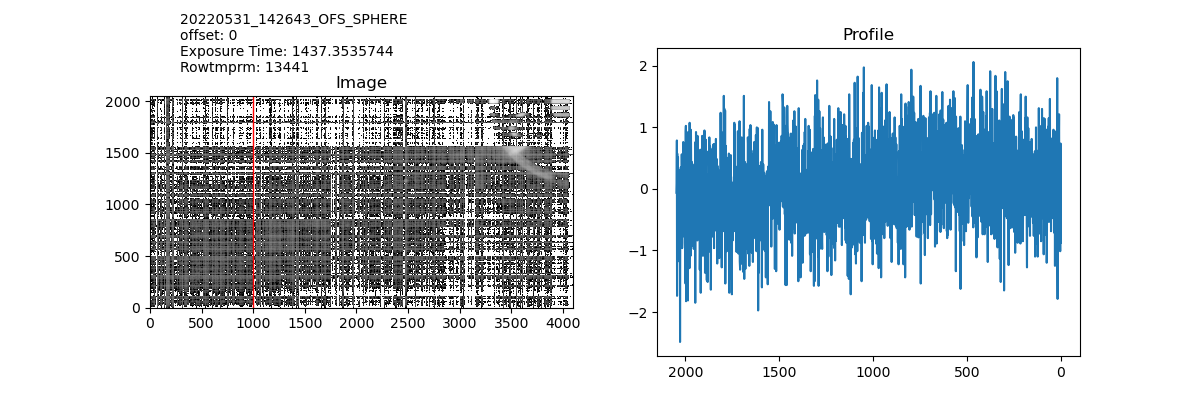 20220531_142643_OFS_SPHERE
offset: 0
Exposure Time: 1437.3535744
Rowtmprm: 13441
Image
2000
1500
1000
500
0
0 500 1000 1500 2000 2500 3000 3500 4000
Profile
2
1
0
−1
−2
2000 1500 1000 500 0